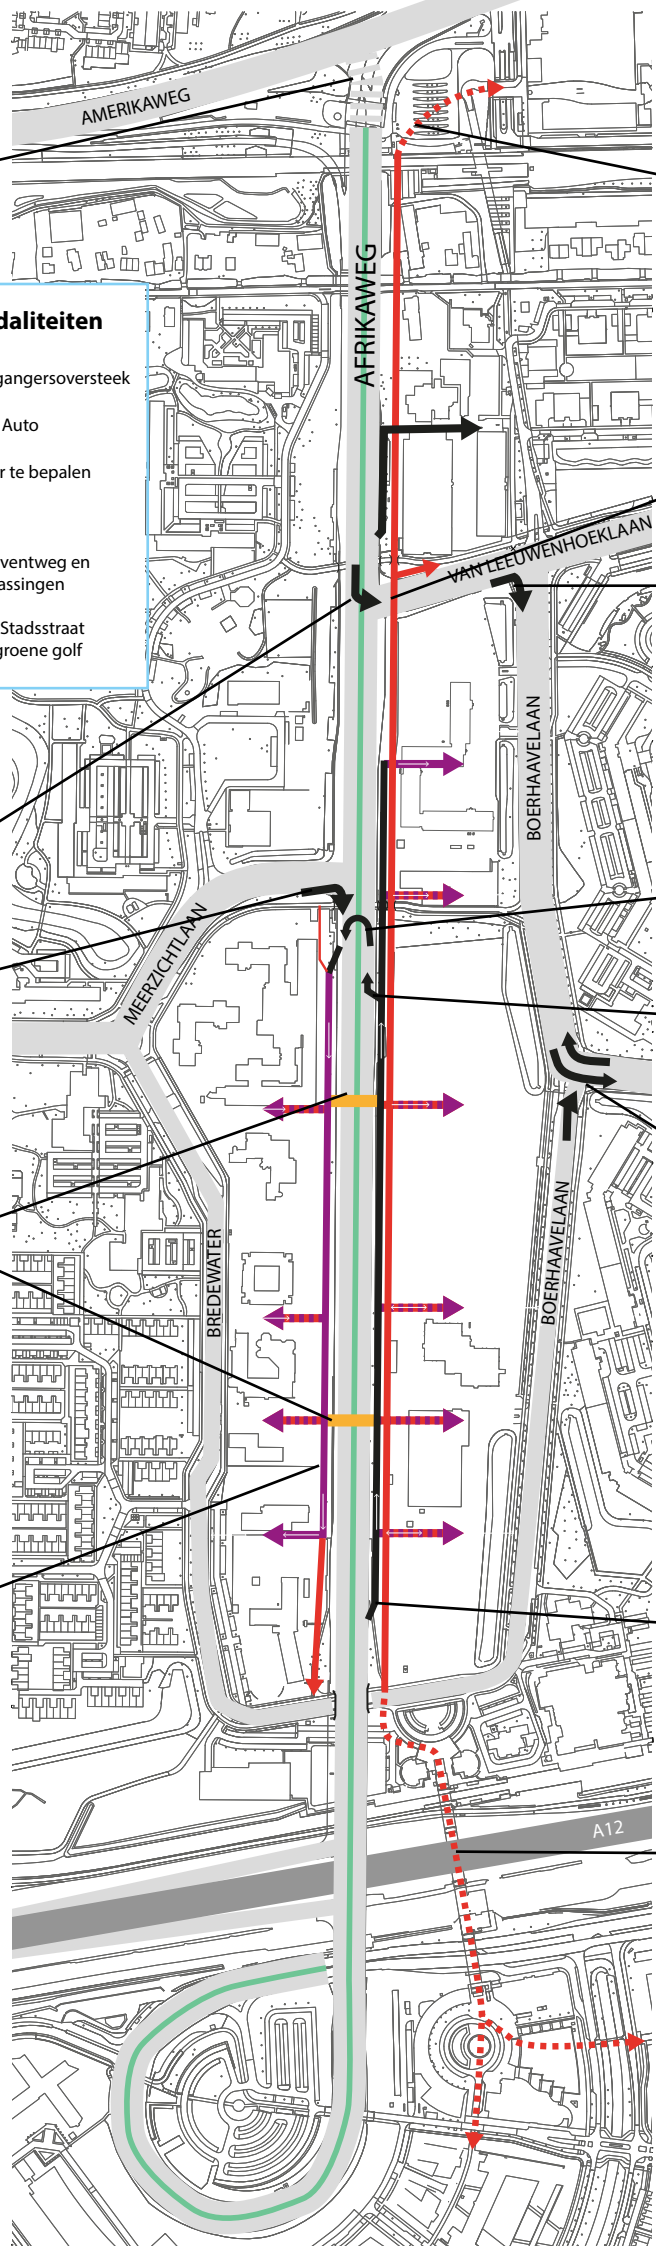 AMERIKAWEG
AFRIKAWEG
daliteiten
gangersoversteek
Auto
r te bepalen
ventweg en
assingen
Stadsstraat
groene golf
VAN LEEUWENHOEKLAAN
BOERHAAVELAAN
MEERZICHTLAAN
BREDEWATER
BOERHAAVELAAN
A12